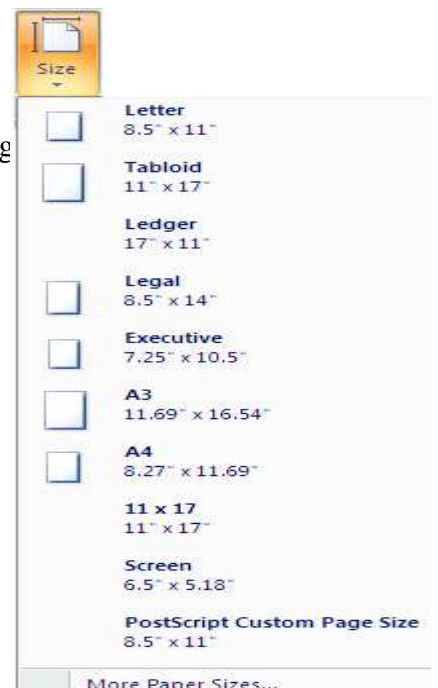 Size
g
Letter
8.5" x 11"
Tabloid
11" x 17"
Ledger
17" x 11"
Legal
8.5" x 14"
Executive
7.25" x 10.5"
A3
11.69" x 16.54"
A4
8.27" x 11.69"
11 x 17
11" x 17"
Screen
6.5" x 5.18"
PostScript Custom Page Size
8.5" x 11"
More Paper Sizes...